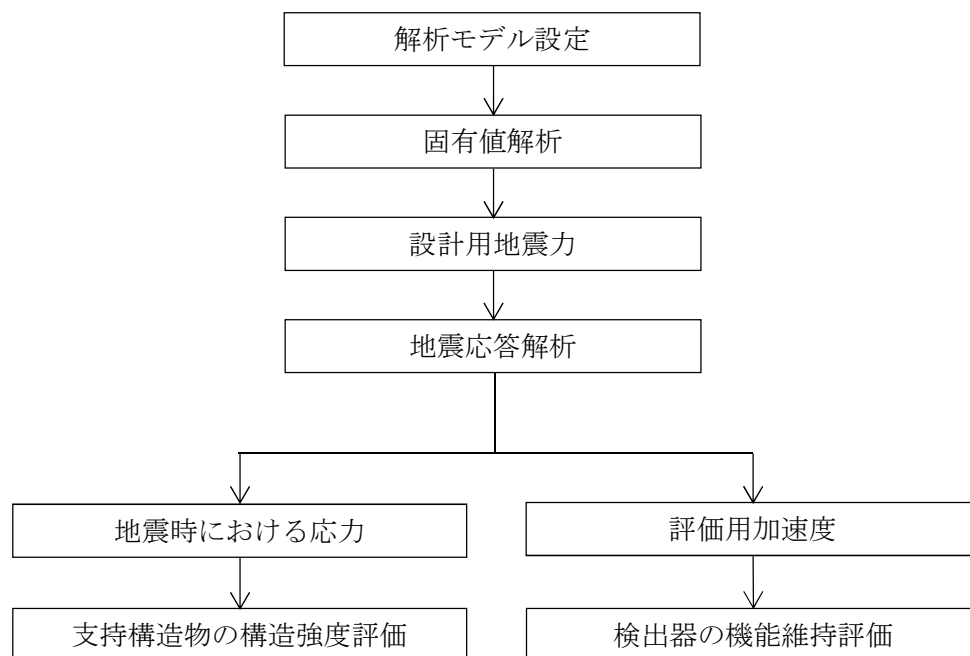 解析モデル設定
固有値解析
設計用地震力
地震応答解析
地震時における応力
評価用加速度
支持構造物の構造強度評価
検出器の機能維持評価